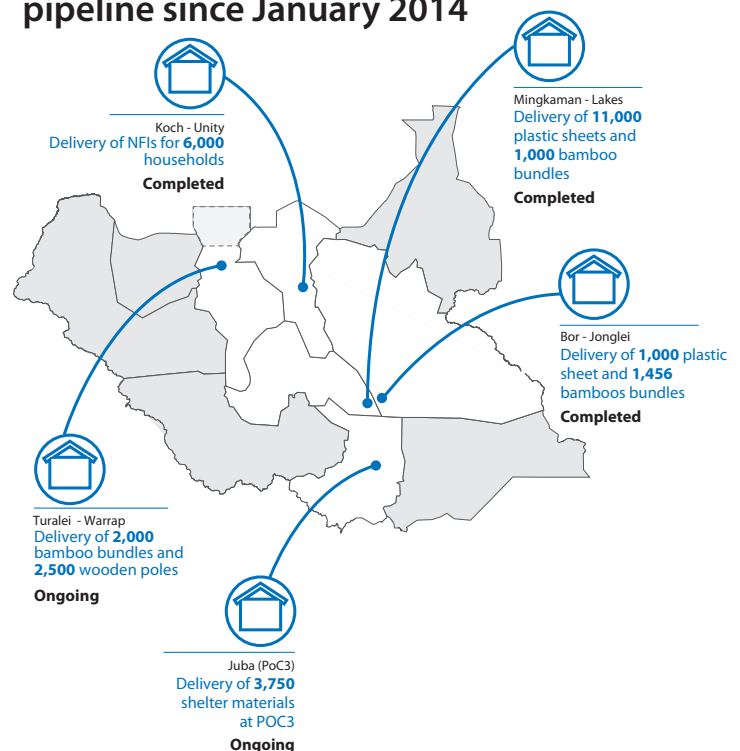 pipeline since January 2014
Koch - Unity
Delivery of NFIs for 6,000
households
Completed
Mingkaman - Lakes
Delivery of 11,000
plastic sheets and
1,000 bamboo
bundles
Completed
Bor - Jonglei
Delivery of 1,000 plastic
sheet and 1,456
bamboos bundles
Completed
Turalei - Warrap
Delivery of 2,000
bamboo bundles and
2,500 wooden poles
Ongoing
Juba (PoC3)
Delivery of 3,750
shelter materials
at POC3
Ongoing